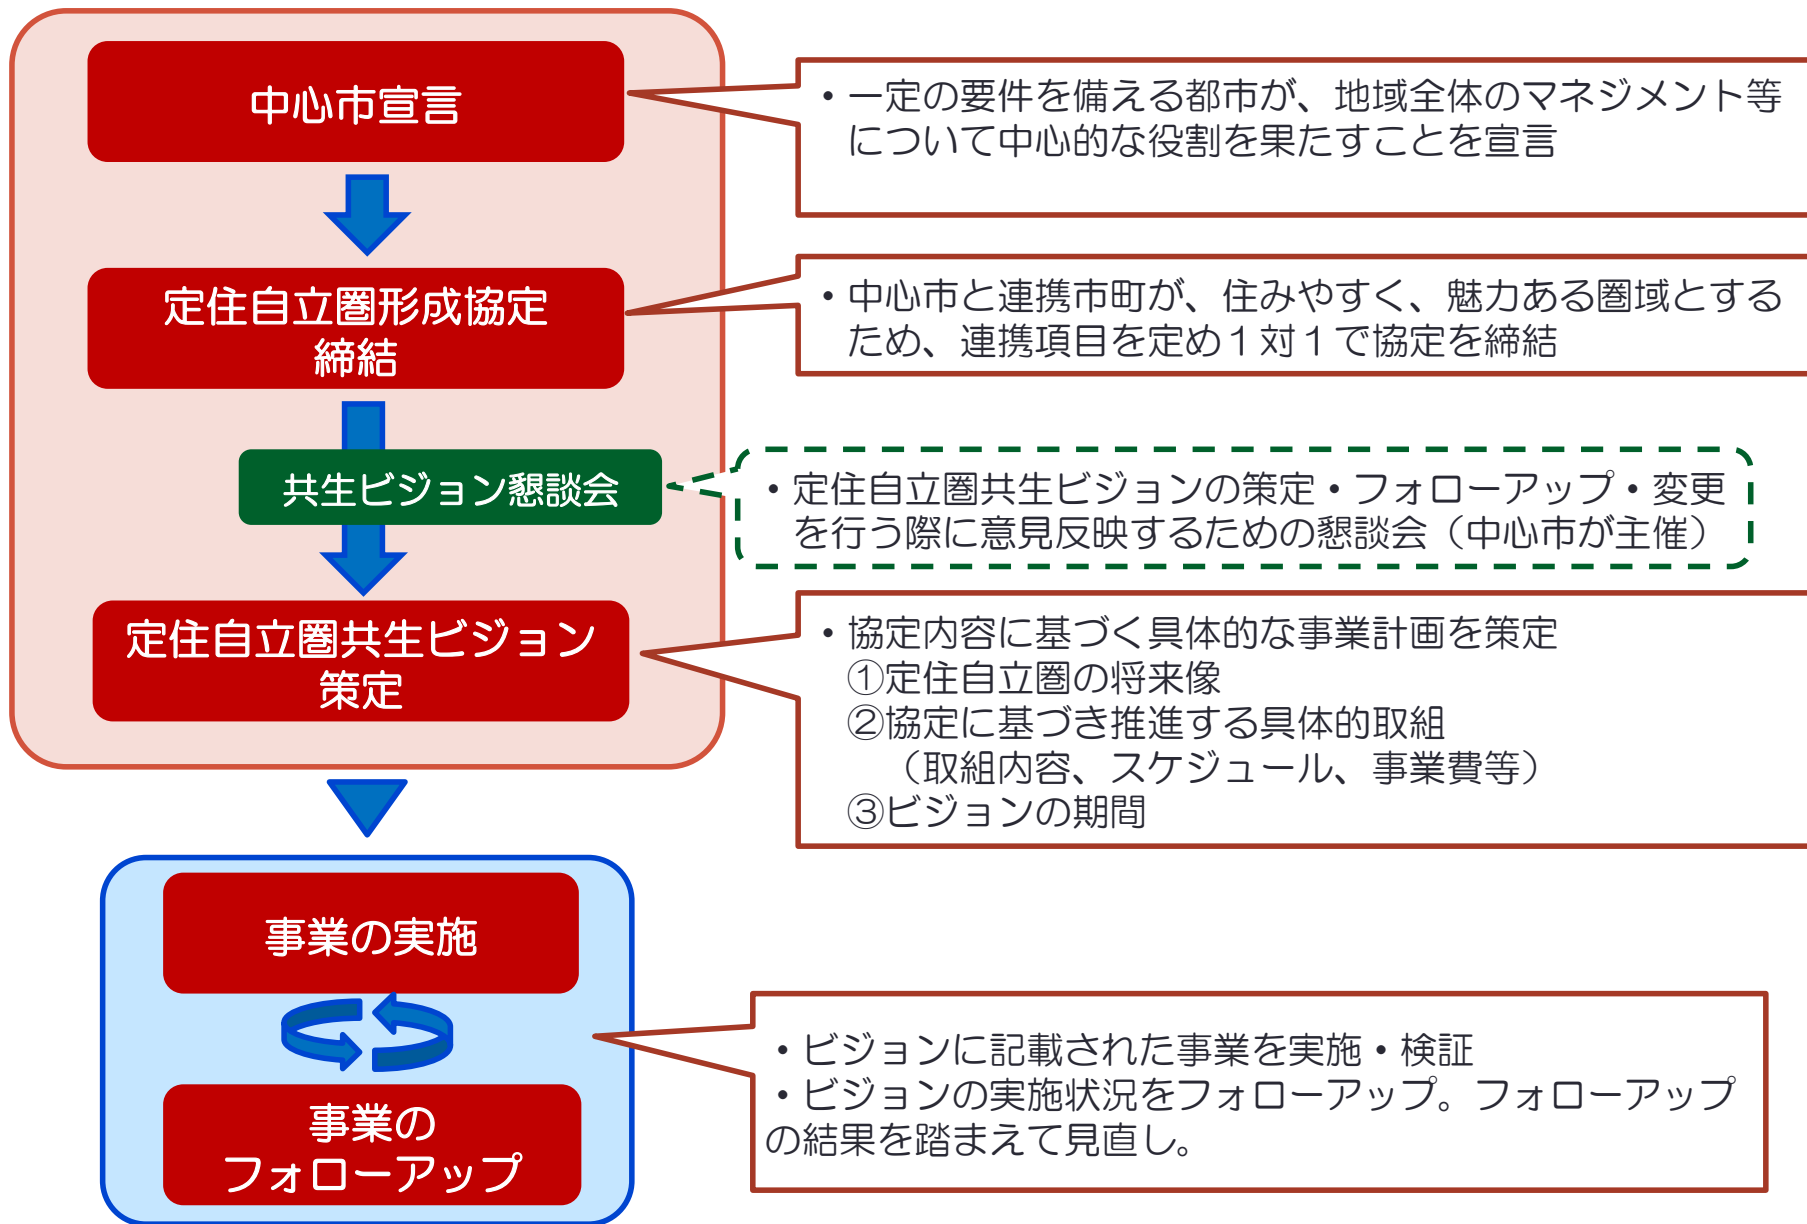 中心市宣言
・一定の要件を備える都市が、地域全体のマネジメント等
について中心的な役割を果たすことを宣言
定住自立圏形成協定
締結
・中心市と連携市町が、住みやすく、魅力ある圏域とする
ため、連携項目を定め１対１で協定を締結
共生ビジョン懇談会
・定住自立圏共生ビジョンの策定・フォローアップ・変更
を行う際に意見反映するための懇談会（中心市が主催）
定住自立圏共生ビジョン
策定
・協定内容に基づく具体的な事業計画を策定
①定住自立圏の将来像
②協定に基づき推進する具体的取組
（取組内容、スケジュール、事業費等）
③ビジョンの期間
事業の実施
事業の
フォローアップ
・ビジョンに記載された事業を実施・検証
・ビジョンの実施状況をフォローアップ。フォローアップ
の結果を踏まえて見直し。